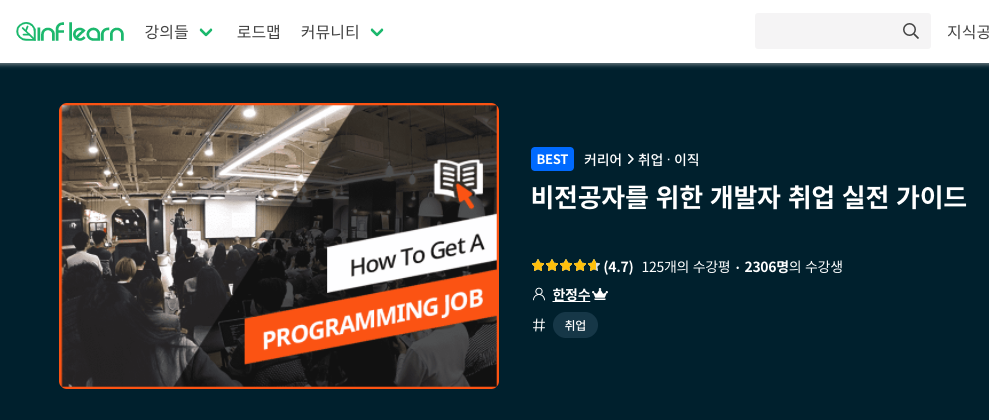 inflearn 강의들 로드맵 커뮤니티 지식공
BEST 커리어 > 취업 · 이직
비전공자를 위한 개발자 취업 실전 가이드
(4.7) 125개의 수강평 · 2306명의 수강생
한정수
# 취업
How To Get A
PROGRAMMING JOB